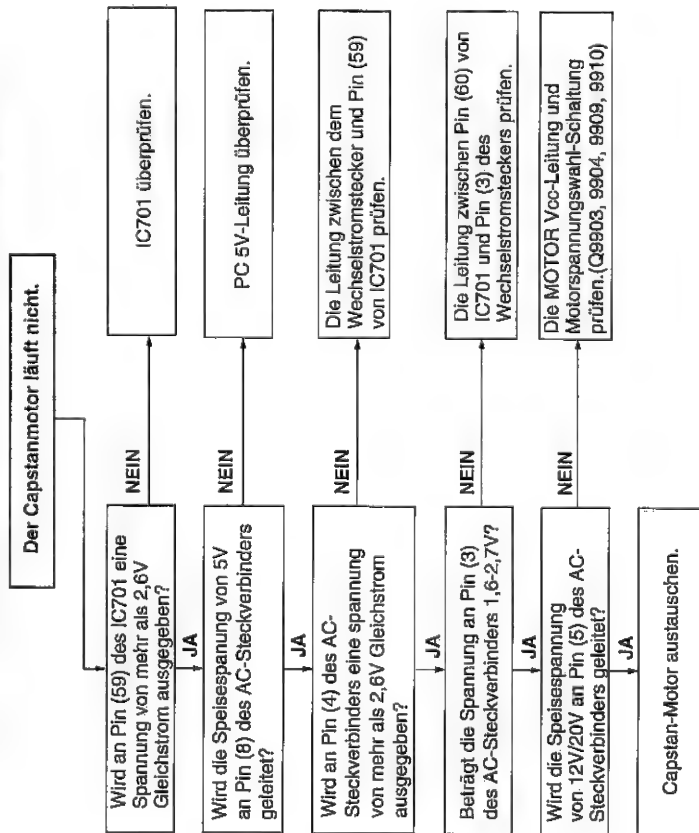 Der Capstanmotor läuft nicht.
Wird an Pin (59) des IC701 eine
Spannung von mehr als 2,6V
Gleichstrom ausgegeben?
NEIN
IC701 überprüfen.
JA
Wird die Speisespanung von 5V
an Pin (8) des AC-Steckverbinders
geleitet?
NEIN
PC 5V-Leitung überprüfen.
JA
Wird an Pin (4) des AC-
Steckverbinders eine spannung
von mehr als 2,6V Gleichstrom
ausgegeben?
NEIN
Die Leitung zwischen dem
Wechselstromstecker und Pin (59)
von IC701 prüfen.
JA
Beträgt die Spannung an Pin (3)
des AC-Steckverbinders 1,6-2,7V?
NEIN
Die Leitung zwischen Pin (60) von
IC701 und Pin (3) des
Wechselstromsteckers prüfen.
JA
Wird die Speisespannung
von 12V/20V an Pin (5) des AC-
Steckverbinders geleitet?
NEIN
Die MOTOR Vcc-Leitung und
Motorspannungswahl-Schaltung
prüfen.(Q9903, 9904, 9909, 9910)
JA
Capstan-Motor austauschen.